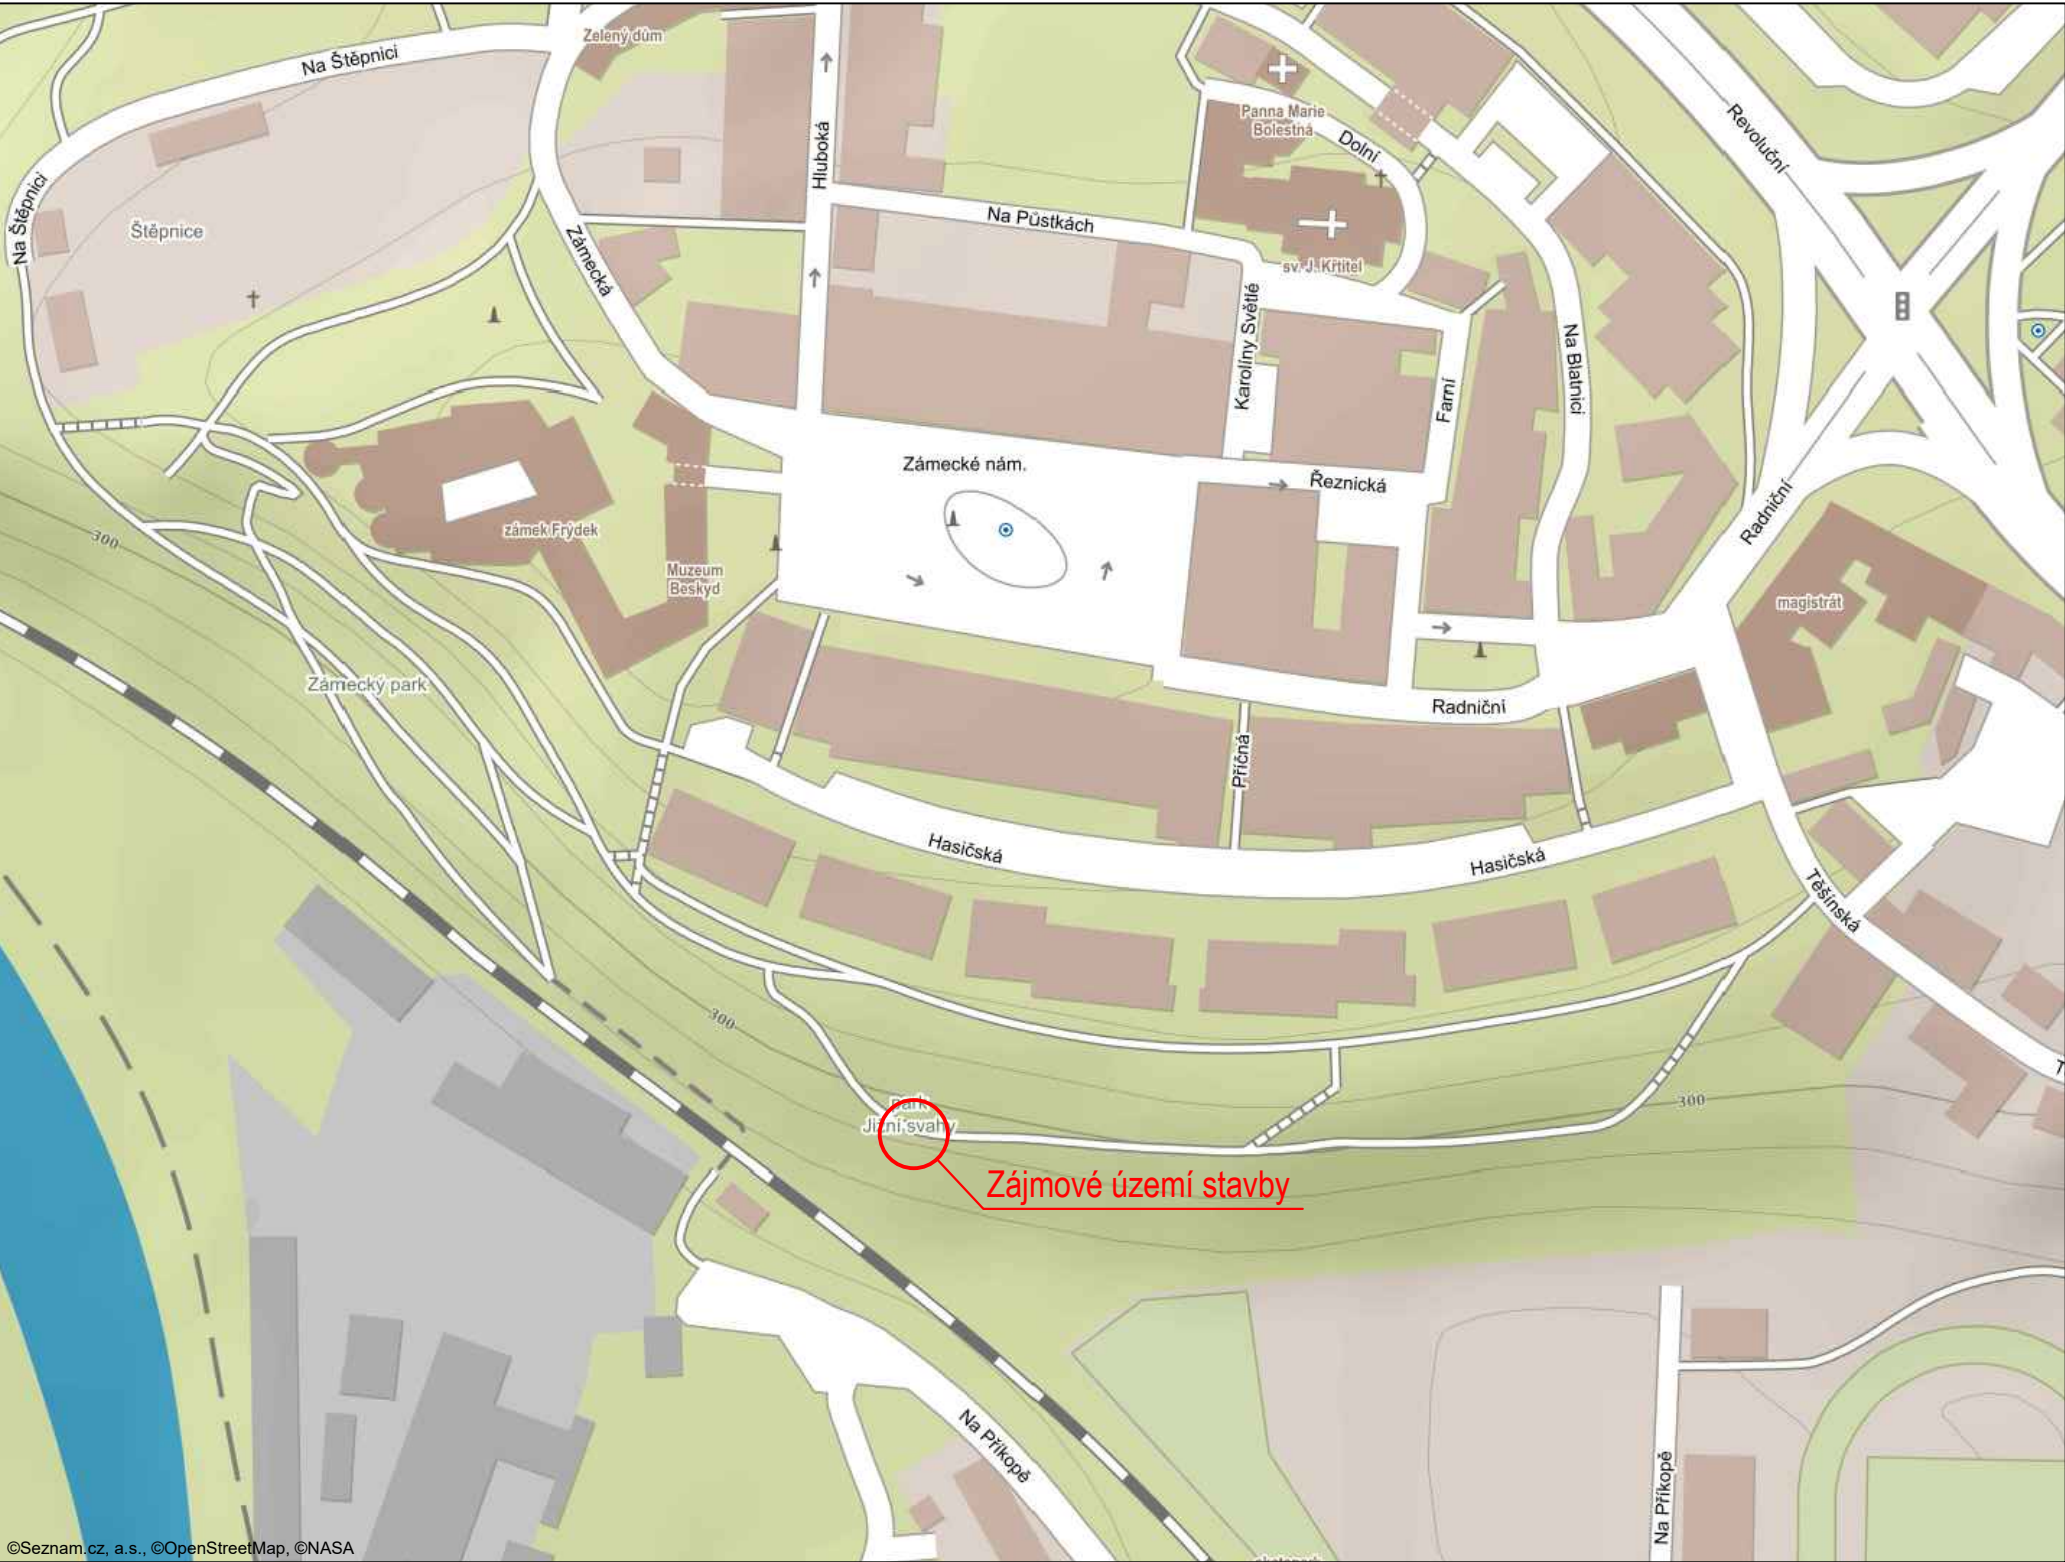 Zelený dům
Na Štěpnici
Panna Marie
Bolestná
Dolní
Revoluční
Hluboká
Na Štěpnici
Štěpnice
Zámecká
Na Půstkách
sv. J. Křtitel
Karolíny Světlé
Farní
Na Blatnici
Zámecké nám.
Řeznická
Radniční
300
zámek Frýdek
Muzeum
Beskyd
magistrát
Zámecký park
Radniční
Příčná
Hasičská
Hasičská
Těšínská
300
T
park
Jižní svahy
300
Zájmové území stavby
Na Příkopě
Na Příkopě
©Seznam.cz, a.s., ©OpenStreetMap, ©NASA